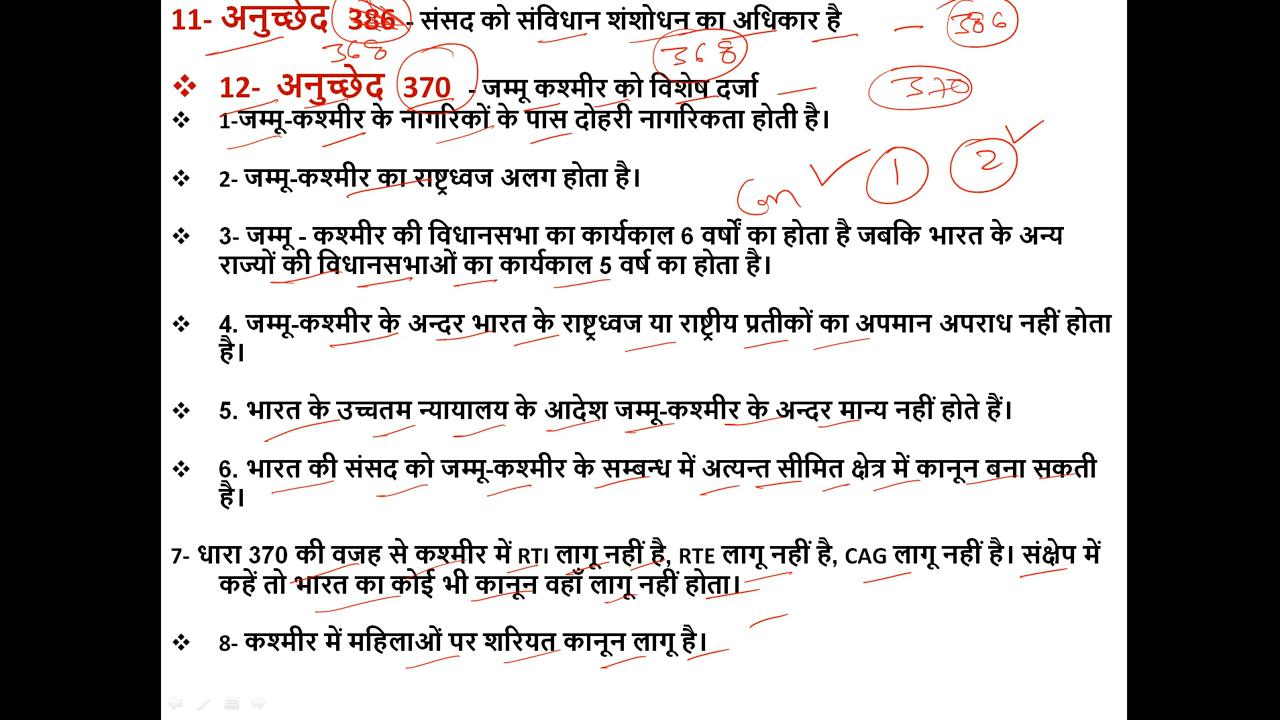 11- अनुच्छेद 386 - संसद को संविधान शंशोधन का अधिकार है 386
368 368
❖ 12- अनुच्छेद 370 - जम्मू कश्मीर को विशेष दर्जा 370
❖ 1-जम्मू-कश्मीर के नागरिकों के पास दोहरी नागरिकता होती है।
1 2
❖ 2- जम्मू-कश्मीर का राष्ट्रध्वज अलग होता है।
❖ 3- जम्मू - कश्मीर की विधानसभा का कार्यकाल 6 वर्षों का होता है जबकि भारत के अन्य
राज्यों की विधानसभाओं का कार्यकाल 5 वर्ष का होता है।
❖ 4. जम्मू-कश्मीर के अन्दर भारत के राष्ट्रध्वज या राष्ट्रीय प्रतीकों का अपमान अपराध नहीं होता
है।
❖ 5. भारत के उच्चतम न्यायालय के आदेश जम्मू-कश्मीर के अन्दर मान्य नहीं होते हैं।
❖ 6. भारत की संसद को जम्मू-कश्मीर के सम्बन्ध में अत्यन्त सीमित क्षेत्र में कानून बना सकती
है।
7- धारा 370 की वजह से कश्मीर में RTI लागू नहीं है, RTE लागू नहीं है, CAG लागू नहीं है। संक्षेप में
कहें तो भारत का कोई भी कानून वहाँ लागू नहीं होता।
❖ 8- कश्मीर में महिलाओं पर शरियत कानून लागू है।